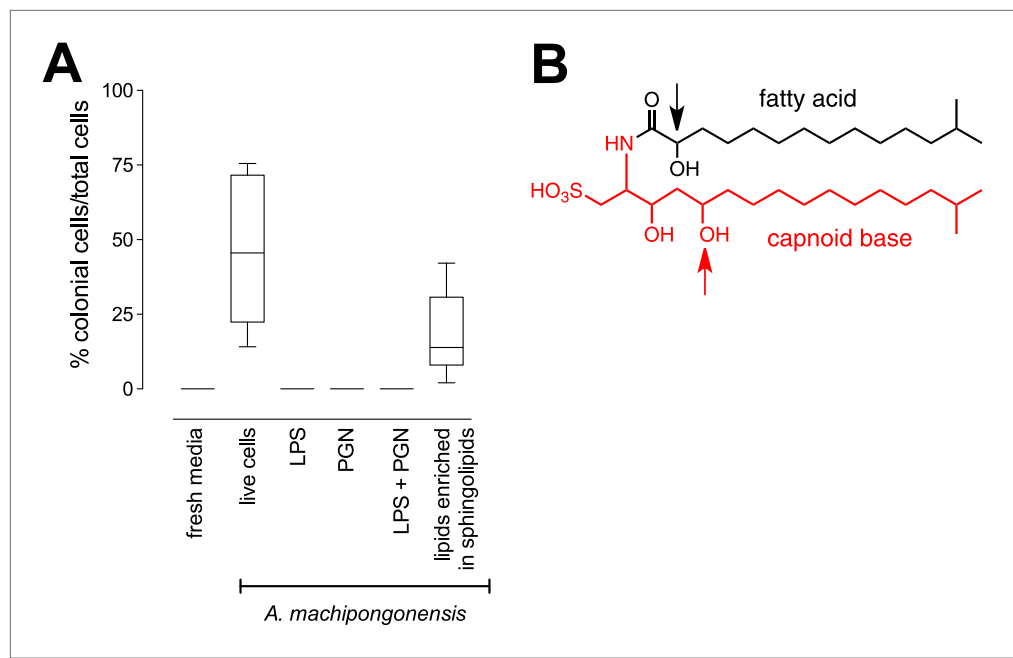 A
% colonial cells/total cells
100
75
50
25
0
fresh media
live cells
LPS
PGN
LPS + PGN
lipids enriched
in sphingolipids
A. machipongonensis
B
O
fatty acid
HN
OH
HO3S
OH
OH
capnoid base